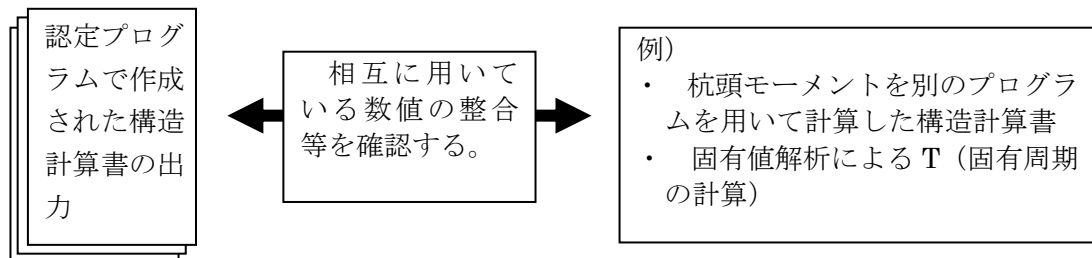 認定プログ
ラムで作成
された構造
計算書の出
力
相互に用いて
いる数値の整合
等を確認する。
例）
・ 杭頭モーメントを別のプログラ
ムを用いて計算した構造計算書
・ 固有値解析による T（固有周期
の計算）